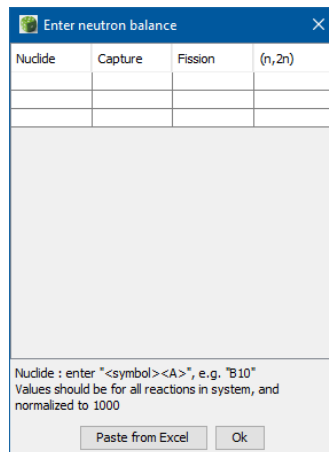 Enter neutron balance
Nuclide Capture Fission (n,2n)
Nuclide : enter "<symbol><A>", e.g. "B10"
Values should be for all reactions in system, and
normalized to 1000
Paste from Excel Ok